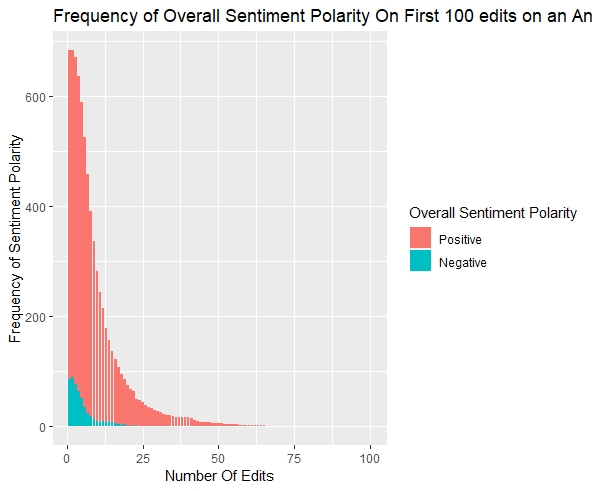 Frequency of Overall Sentiment Polarity On First 100 edits on an An
Frequency of Sentiment Polarity
600
400
200
0
0 25 50 75 100
Number Of Edits
Overall Sentiment Polarity
Positive
Negative